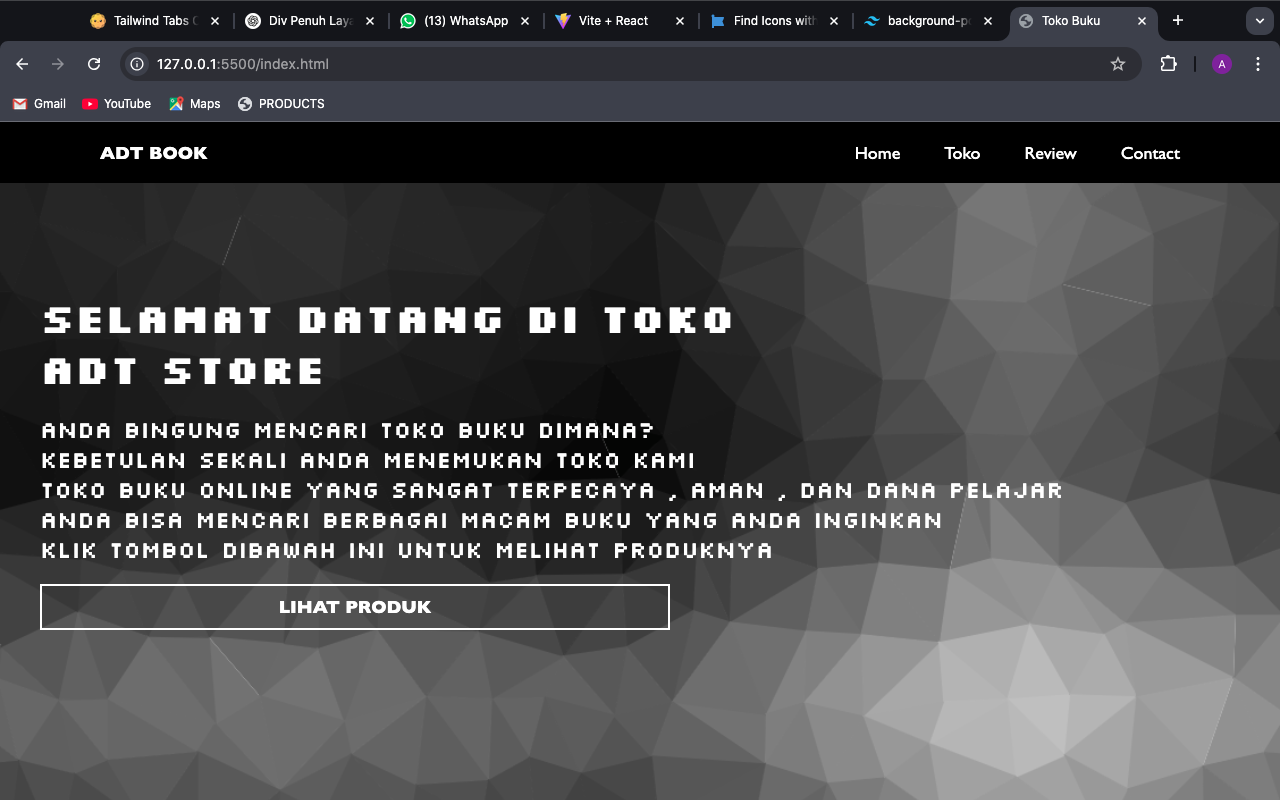 Tailwind Tabs
Div Penuh Lay
(13) WhatsApp
Vite + React
Find Icons with
background-p
Toko Buku
127.0.0.1:5500/index.html
A
Gmail
YouTube
Maps
PRODUCTS
ADT BOOK
Home
Toko
Review
Contact
SELAMAT DATANG DI TOKO
ADT STORE
ANDA BINGUNG MENCARI TOKO BUKU DIMANA?
KEBETULAN SEKALI ANDA MENEMUKAN TOKO KAMI
TOKO BUKU ONLINE YANG SANGAT TERPECAYA , AMAN , DAN DANA PELAJAR
ANDA BISA MENCARI BERBAGAI MACAM BUKU YANG ANDA INGINKAN
KLIK TOMBOL DIBAWAH INI UNTUK MELIHAT PRODUKNYA
LIHAT PRODUK